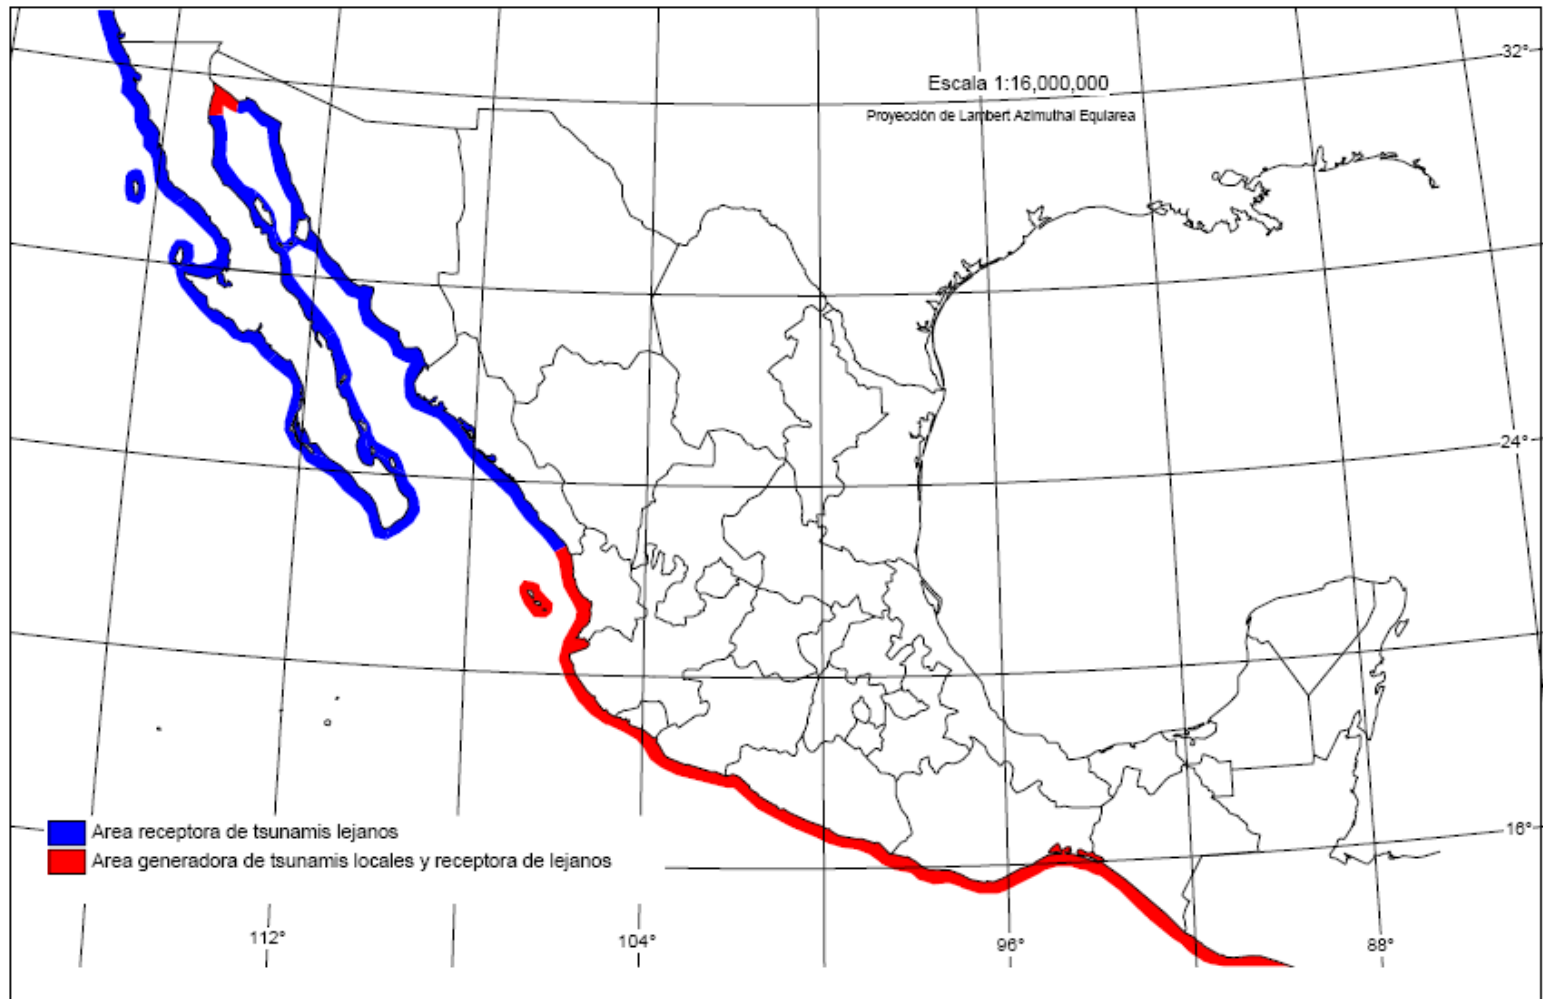 32°
Escala 1:16,000,000
Proyección de Lambert Azimuthal Equiarea
24°
Area receptora de tsunamis lejanos
16°
Area generadora de tsunamis locales y receptora de lejanos
112°
104°
96°
88°